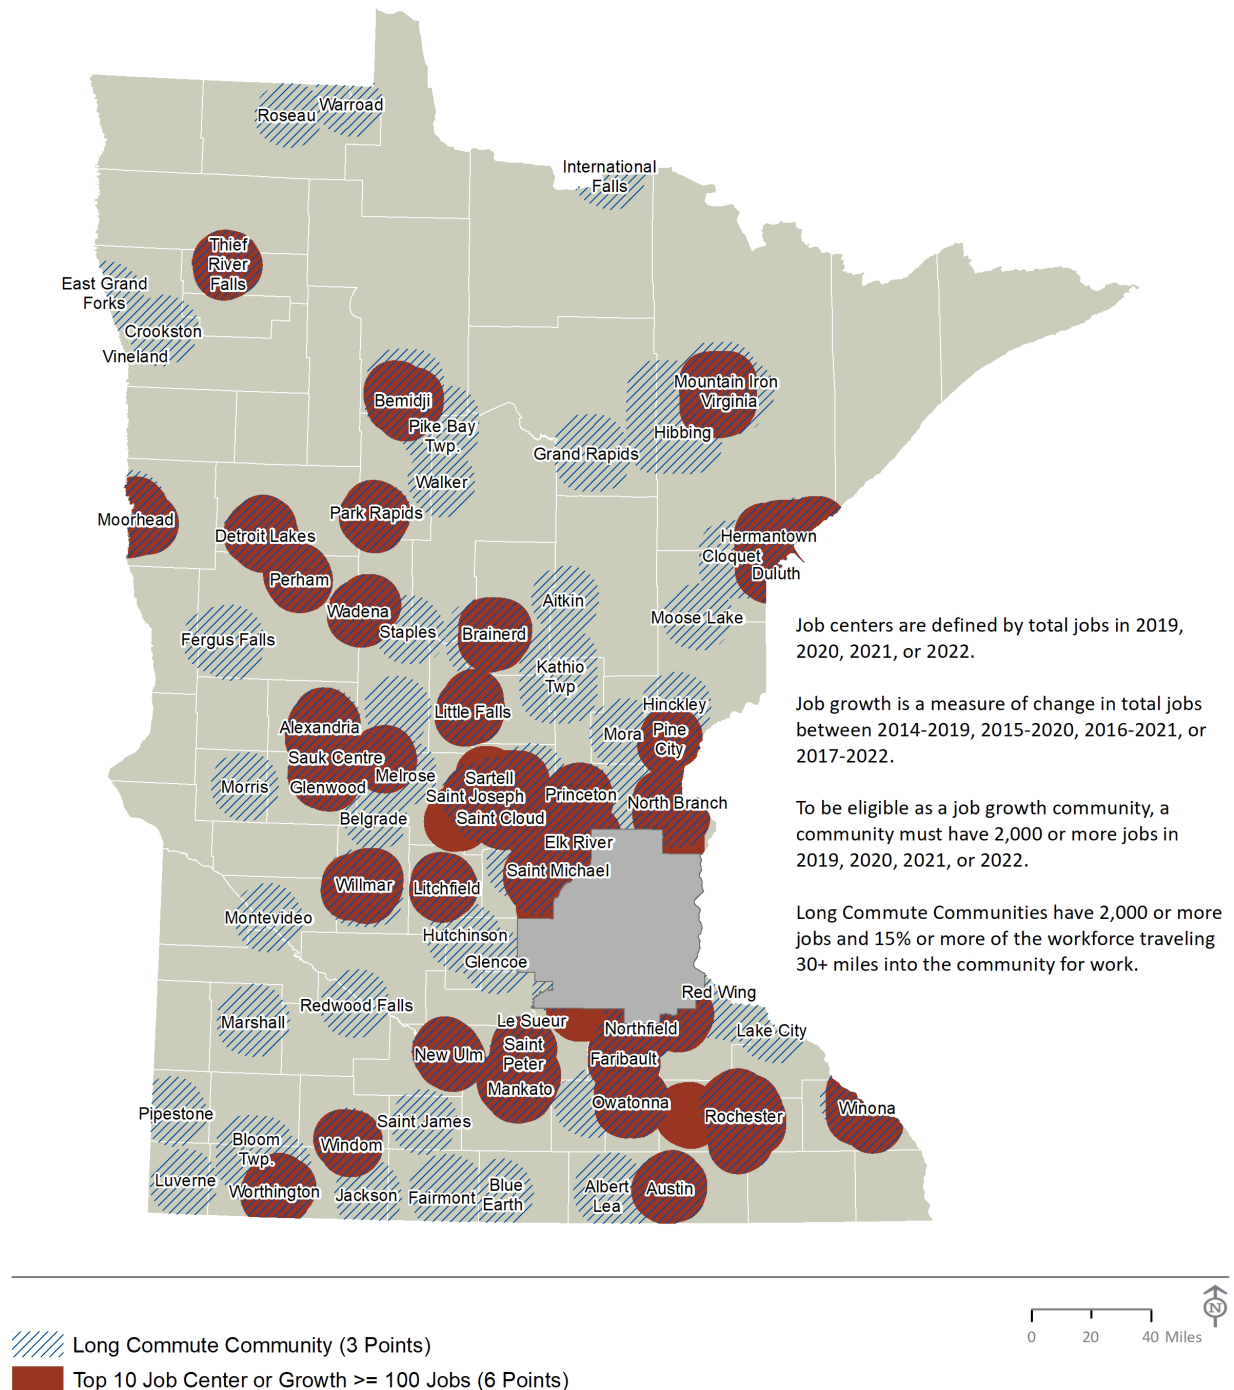 Roseau
Warroad
International
Falls
Thief
River
Falls
East Grand
Forks
Crookston
Vineland
Mountain Iron
Virginia
Bemidji
Pike Bay
Twp.
Hibbing
Grand Rapids
Walker
Park Rapids
Moorhead
Detroit Lakes
Hermantown
Cloquet
Duluth
Perham
Wadena
Aitkin
Moose Lake
Staples
Brainerd
Fergus Falls
Kathio
Twp
Hinckley
Little Falls
Alexandria
Mora
Pine
City
Sauk Centre
Melrose
Glenwood
Morris
Sartell
Saint Joseph
Saint Cloud
Princeton
North Branch
Belgrade
Elk River
Saint Michael
Willmar
Litchfield
Montevideo
Hutchinson
Glencoe
Red Wing
Redwood Falls
Marshall
Le Sueur
Northfield
Lake City
New Ulm
Saint
Peter
Faribault
Mankato
Owatonna
Rochester
Winona
Pipestone
Saint James
Bloom
Twp.
Windom
Luverne
Worthington
Jackson
Fairmont
Blue
Earth
Albert
Lea
Austin
Job centers are defined by total jobs in 2019,
2020, 2021, or 2022.
Job growth is a measure of change in total jobs
between 2014-2019, 2015-2020, 2016-2021, or
2017-2022.
To be eligible as a job growth community, a
community must have 2,000 or more jobs in
2019, 2020, 2021, or 2022.
Long Commute Communities have 2,000 or more
jobs and 15% or more of the workforce traveling
30+ miles into the community for work.
N
0 20 40 Miles
Long Commute Community (3 Points)
Top 10 Job Center or Growth >= 100 Jobs (6 Points)